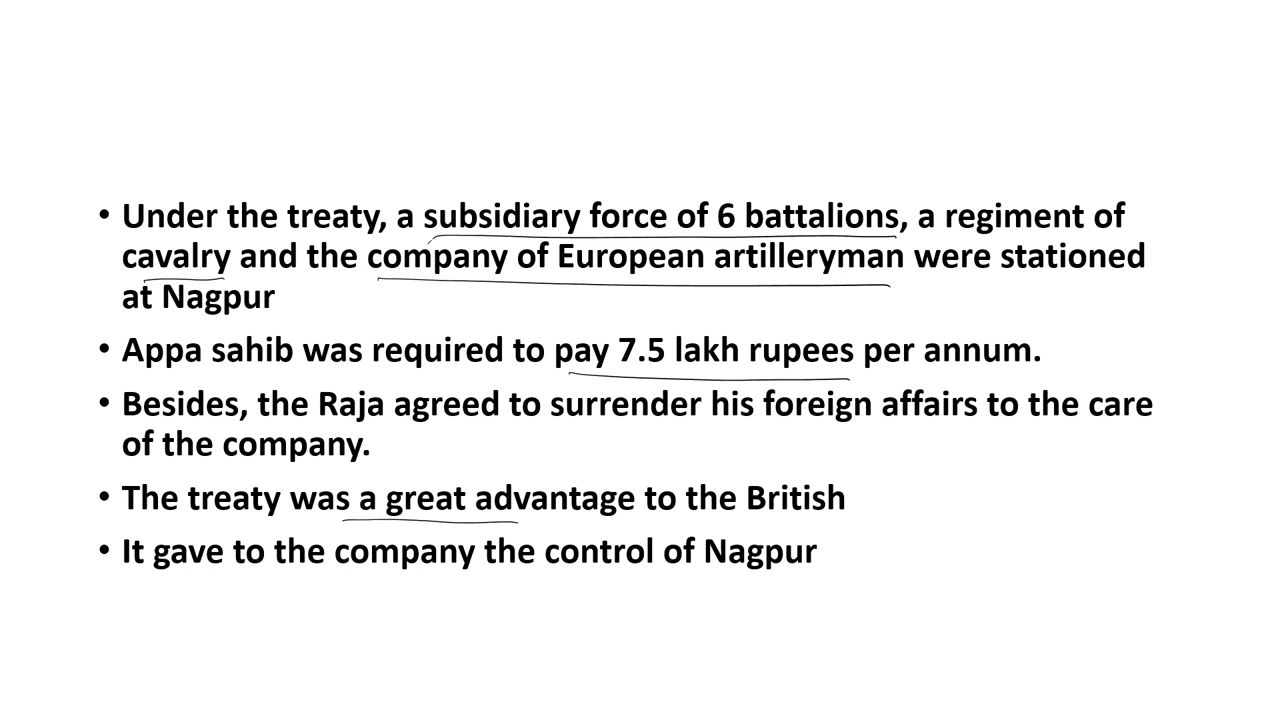 • Under the treaty, a subsidiary force of 6 battalions, a regiment of
cavalry and the company of European artilleryman were stationed
at Nagpur
• Appa sahib was required to pay 7.5 lakh rupees per annum.
• Besides, the Raja agreed to surrender his foreign affairs to the care
of the company.
• The treaty was a great advantage to the British
• It gave to the company the control of Nagpur